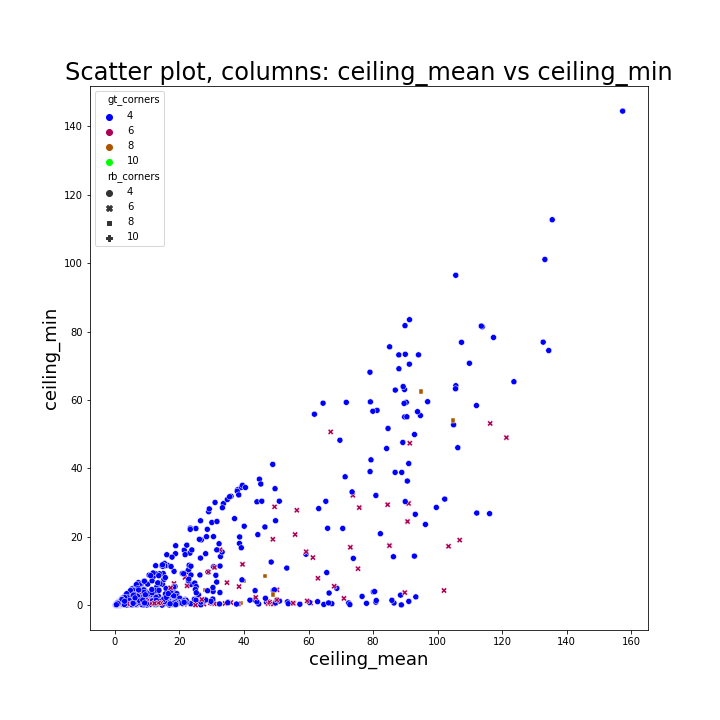 Scatter plot, columns: ceiling_mean vs ceiling_min
gt_corners
4
6
8
10
rb_corners
4
6
8
10
140
120
100
80
60
40
20
0
ceiling_min
0 20 40 60 80 100 120 140 160
ceiling_mean